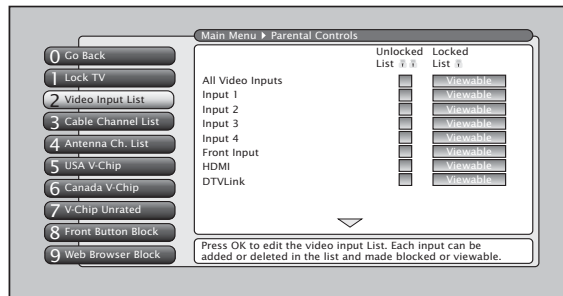 Main Menu ▶ Parental Controls
0 Go Back
1 Lock TV
2 Video Input List
3 Cable Channel List
4 Antenna Ch. List
5 USA V-Chip
6 Canada V-Chip
7 V-Chip Unrated
8 Front Button Block
9 Web Browser Block
Unlocked Locked
List List
All Video Inputs Viewable
Input 1 Viewable
Input 2 Viewable
Input 3 Viewable
Input 4 Viewable
Front Input Viewable
HDMI Viewable
DTVLink Viewable
Press OK to edit the video input List. Each input can be
added or deleted in the list and made blocked or viewable.